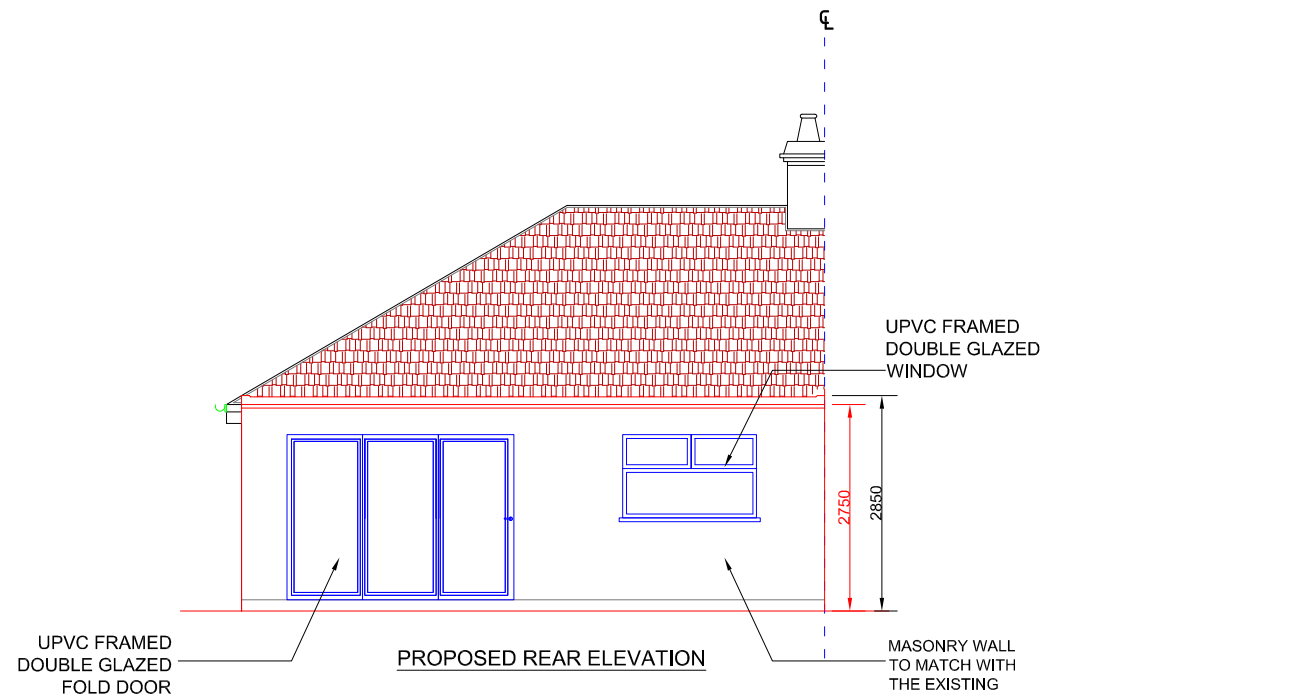 ℄
UPVC FRAMED
DOUBLE GLAZED
WINDOW
2750
2850
UPVC FRAMED
DOUBLE GLAZED
FOLD DOOR
PROPOSED REAR ELEVATION
MASONRY WALL
TO MATCH WITH
THE EXISTING